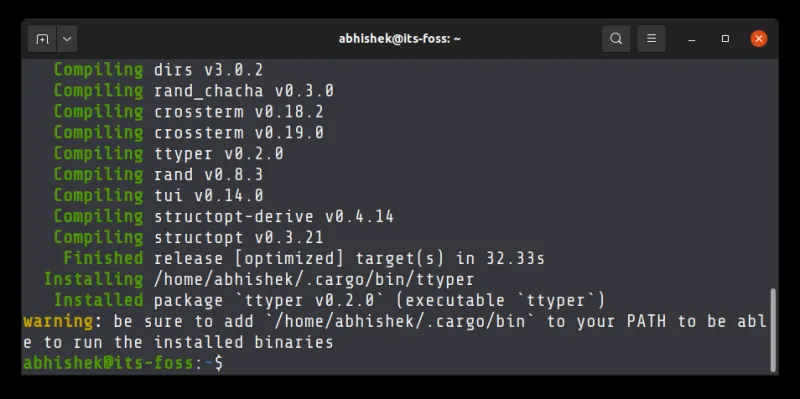 abhishek@its-foss: ~
Compiling dirs v3.0.2
Compiling rand_chacha v0.3.0
Compiling crossterm v0.18.2
Compiling crossterm v0.19.0
Compiling ttyper v0.2.0
Compiling rand v0.8.3
Compiling tui v0.14.0
Compiling structopt-derive v0.4.14
Compiling structopt v0.3.21
Finished release [optimized] target(s) in 32.33s
Installing /home/abhishek/.cargo/bin/ttyper
Installed package `ttyper v0.2.0` (executable `ttyper`)
warning: be sure to add `/home/abhishek/.cargo/bin` to your PATH to be abl
e to run the installed binaries
abhishek@its-foss:~$